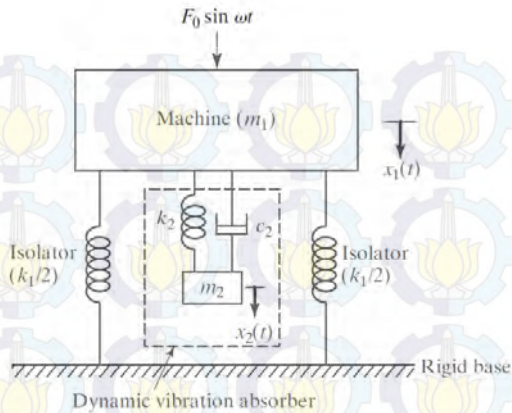 F₀ sin ωt
Machine (m₁)
x₁(t)
k₂
c₂
Isolator
(k₁/2)
Isolator
(k₁/2)
m₂
x₂(t)
Rigid base
Dynamic vibration absorber